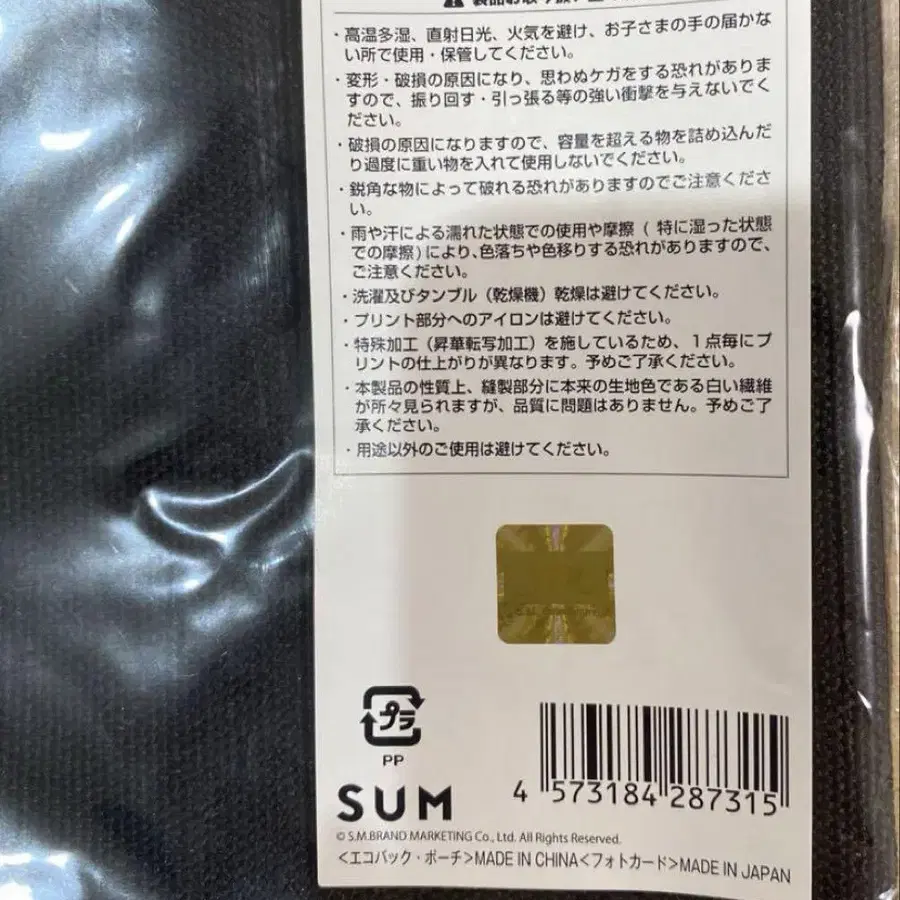 ・高温多湿、直射日光、火気を避け、お子さまの手の届かな
い所で使用・保管してください。
・変形・破損の原因になり、思わぬケガをする恐れがありま
すので、振り回す・引っ張る等の強い衝撃を与えないでく
ださい。
・破損の原因になりますので、容量を超える物を詰め込んだ
り過度に重い物を入れて使用しないでください。
・鋭角な物によって破れる恐れがありますのでご注意くださ
い。
・雨や汗による濡れた状態での使用や摩擦 ( 特に湿った状態
での摩擦)により、色落ちや色移りする恐れがありますので、
ご注意ください。
・洗濯及びタンブル（乾燥機）乾燥は避けてください。
・プリント部分へのアイロンは避けてください。
・特殊加工（昇華転写加工）を施しているため、１点毎にプ
リントの仕上がりが異なります。予めご了承ください。
・本製品の性質上、縫製部分に本来の生地色である白い繊維
が所々見られますが、品質に問題はありません。予めご了
承ください。
・用途以外のご使用は避けてください。
プラ
PP
4 573184 287315
SUM
© S.M.BRAND MARKETING Co., Ltd. All Rights Reserved.
＜エコバック・ポーチ＞MADE IN CHINA＜フォトカード＞MADE IN JAPAN